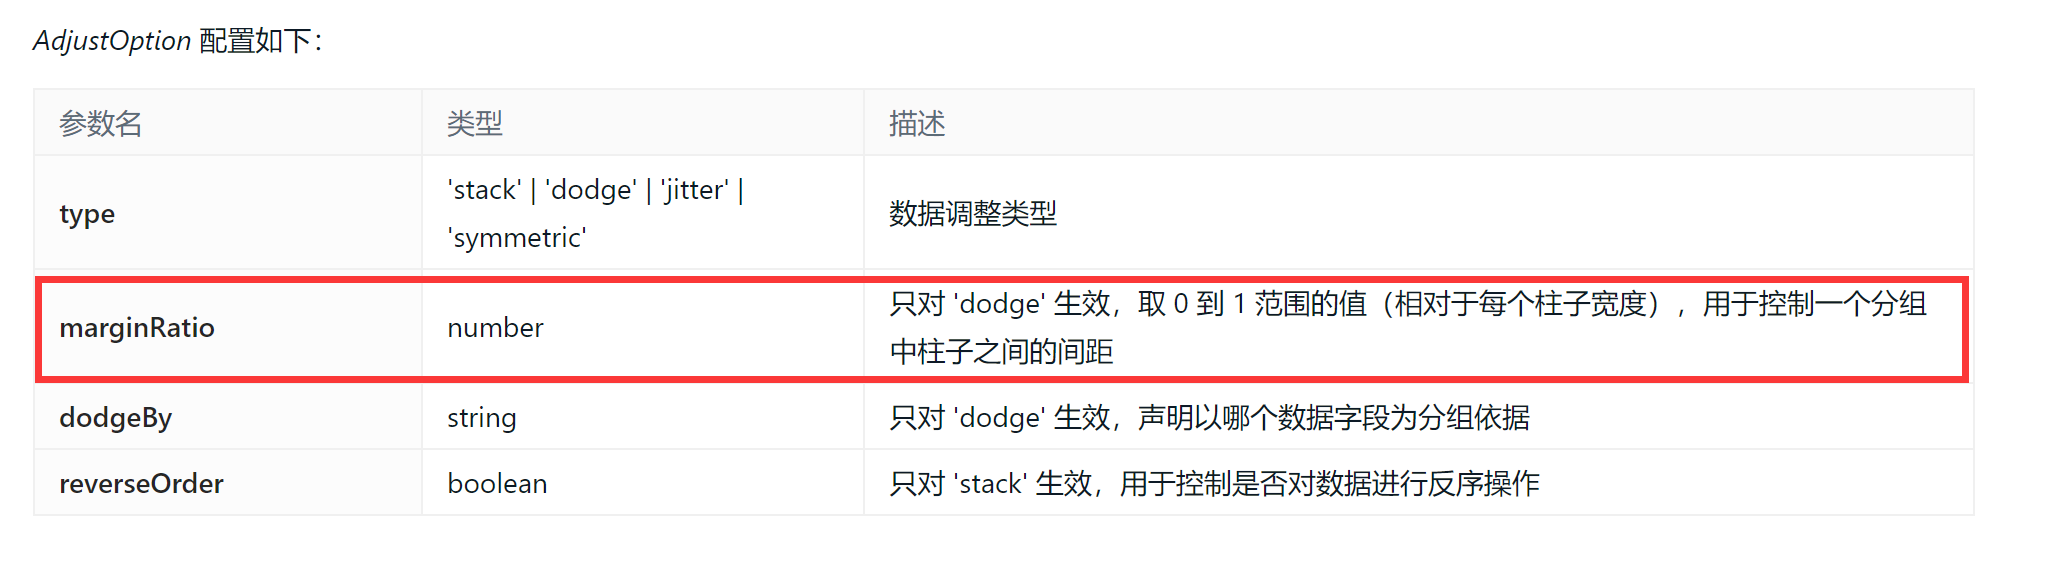 AdjustOption 配置如下：
参数名 类型 描述
type 'stack' | 'dodge' | 'jitter' | 'symmetric' 数据调整类型
marginRatio number 只对 'dodge' 生效，取 0 到 1 范围的值（相对于每个柱子宽度），用于控制一个分组
中柱子之间的间距
dodgeBy string 只对 'dodge' 生效，声明以哪个数据字段为分组依据
reverseOrder boolean 只对 'stack' 生效，用于控制是否对数据进行反序操作